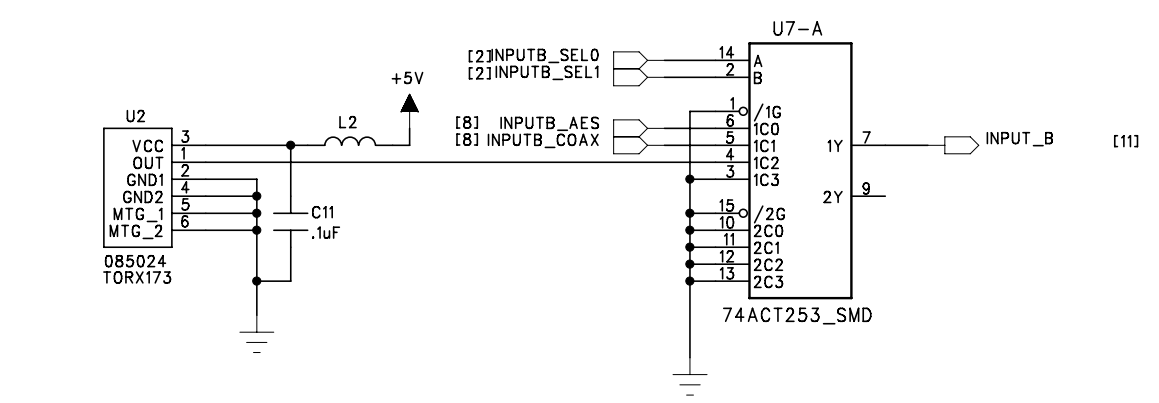 U7-A
[2]INPUTB_SEL0 14 A
[2]INPUTB_SEL1 2 B
+5V
U2
L2
1 /1G
[8] INPUTB_AES 6 1C0
[8] INPUTB_COAX 5 1C1
VCC 3
OUT 1
4 1C2
GND1 2
3 1C3
GND2 4
MTG_1 5
MTG_2 6
1Y 7 INPUT_B [11]
2Y 9
C11
.1uF
15 /2G
10 2C0
11 2C1
12 2C2
13 2C3
085024
TORX173
74ACT253_SMD